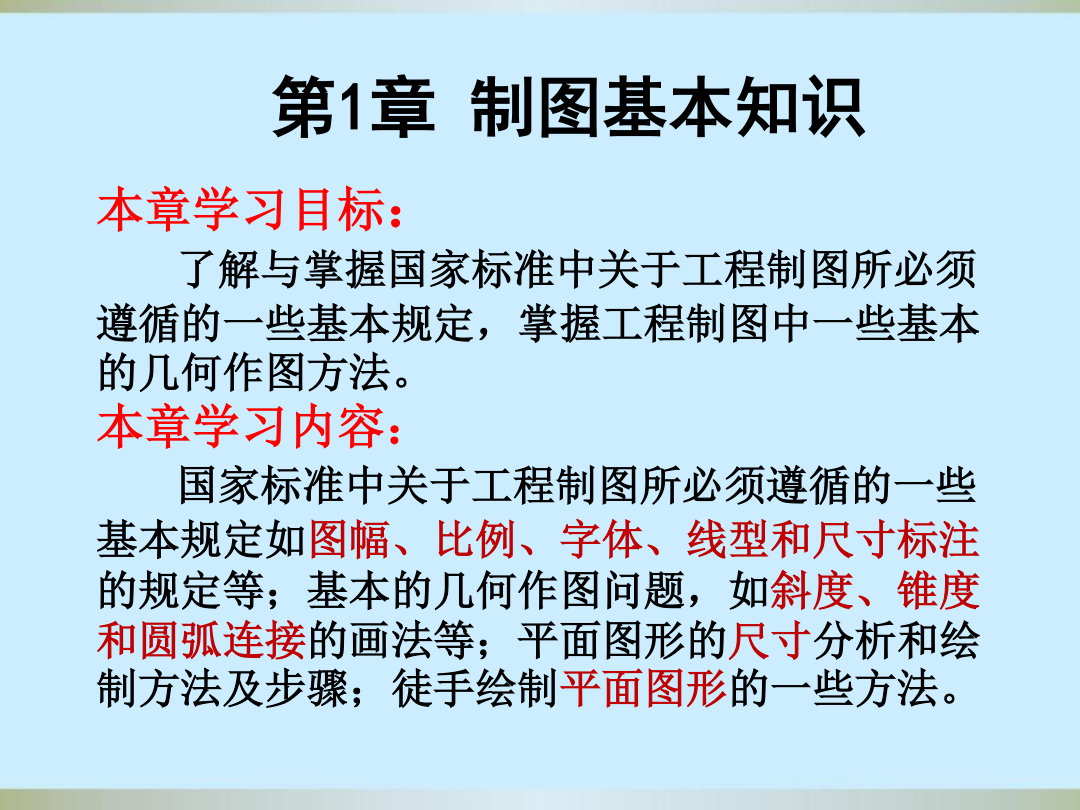 第1章 制图基本知识
本章学习目标：
了解与掌握国家标准中关于工程制图所必须
遵循的一些基本规定，掌握工程制图中一些基本
的几何作图方法。
本章学习内容：
国家标准中关于工程制图所必须遵循的一些
基本规定如图幅、比例、字体、线型和尺寸标注
的规定等；基本的几何作图问题，如斜度、锥度
和圆弧连接的画法等；平面图形的尺寸分析和绘
制方法及步骤；徒手绘制平面图形的一些方法。